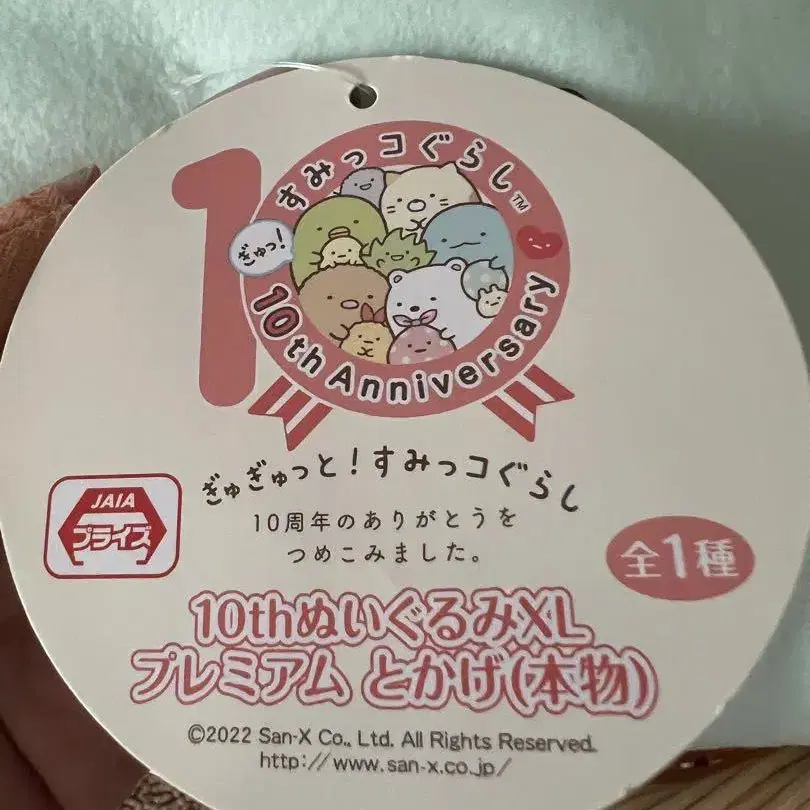 10
すみっコぐらし™
ぎゅっ!
10th Anniversary
ぎゅぎゅっと!すみっコぐらし
10周年のありがとうを
つめこみました。
JAIA
プライズ
全1種
10thぬいぐるみXL
プレミアム とかげ(本物)
©2022 San-X Co., Ltd. All Rights Reserved.
http://www.san-x.co.jp/